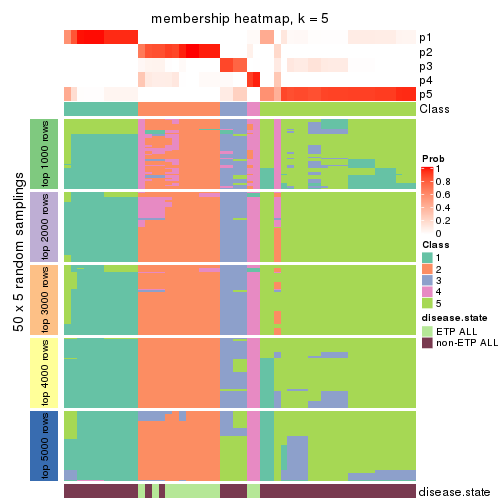 membership heatmap, k = 5
p1
p2
p3
p4
p5
Class
50 x 5 random samplings
top 1000 rows
top 2000 rows
top 3000 rows
top 4000 rows
top 5000 rows
disease.state
Prob
1
0.8
0.6
0.4
0.2
0
Class
1
2
3
4
5
disease.state
ETP ALL
non-ETP ALL